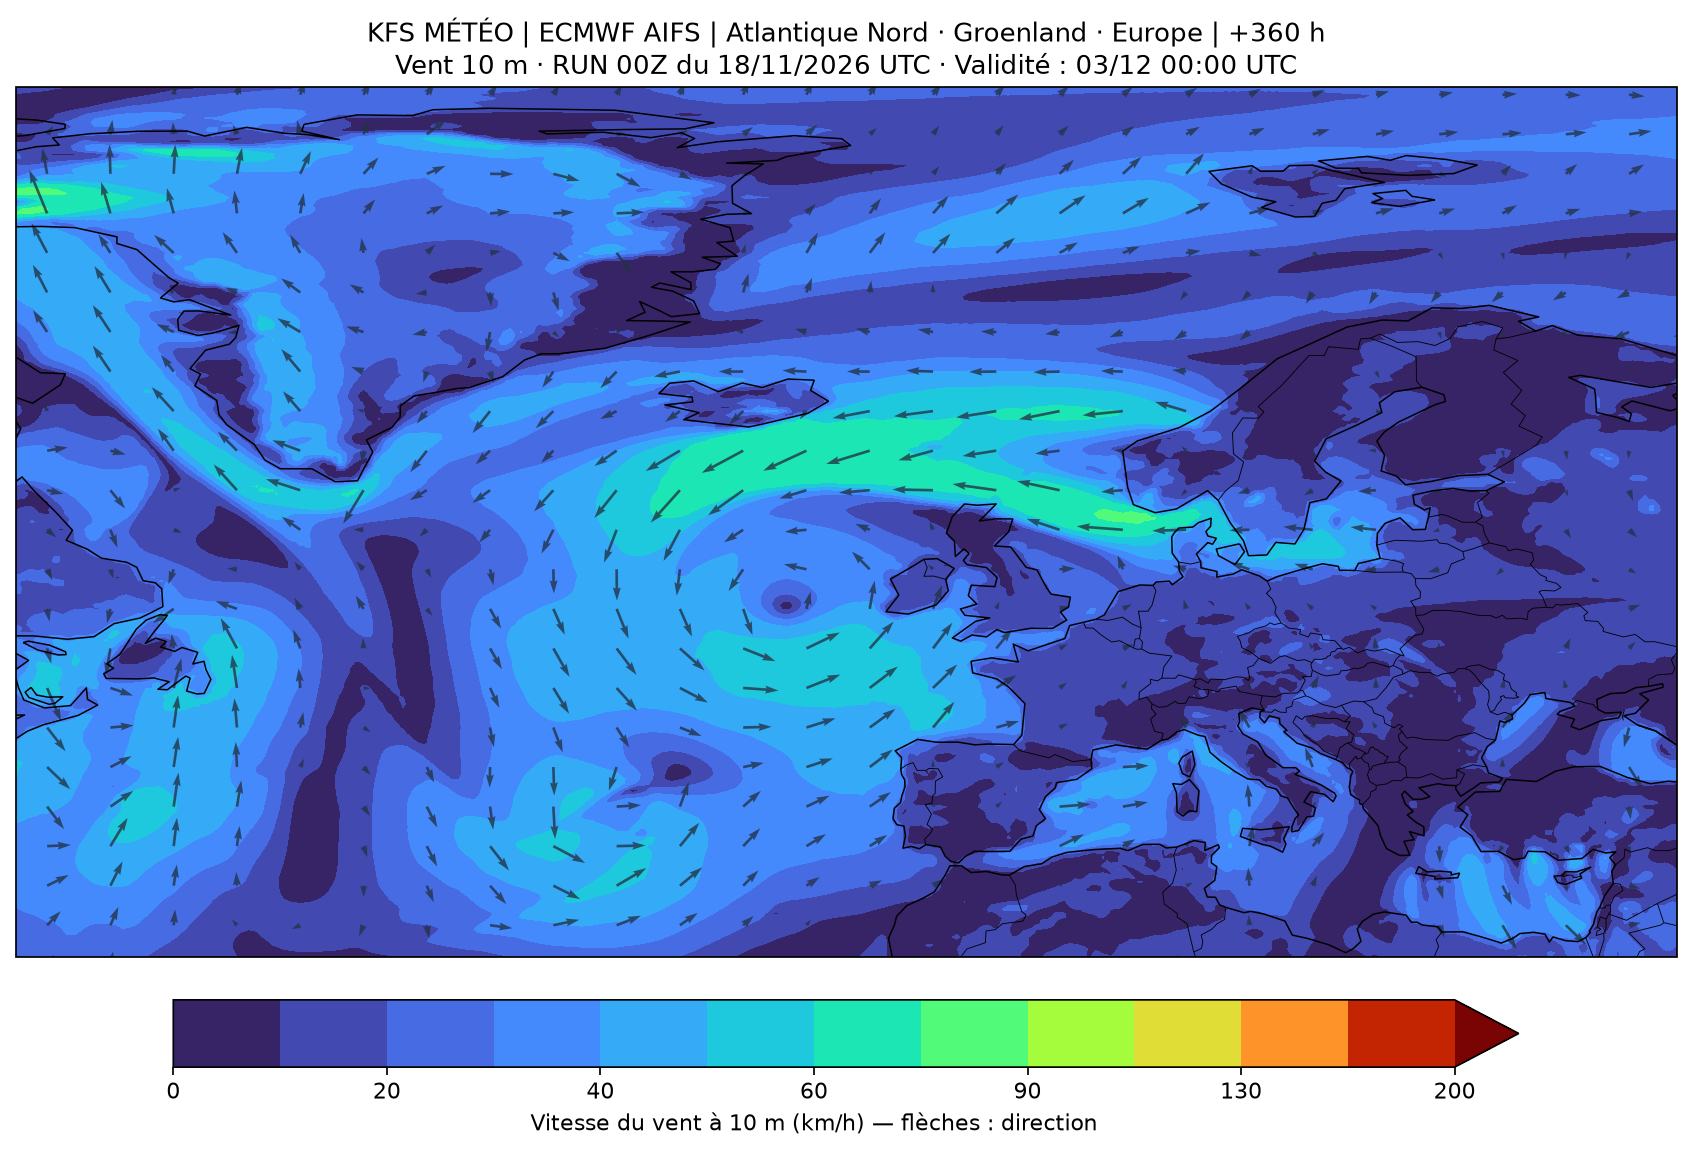 KFS MÉTÉO | ECMWF AIFS | Atlantique Nord · Groenland · Europe | +360 h
Vent 10 m · RUN 00Z du 18/11/2026 UTC · Validité : 03/12 00:00 UTC
0 20 40 60 90 130 200
Vitesse du vent à 10 m (km/h) — flèches : direction